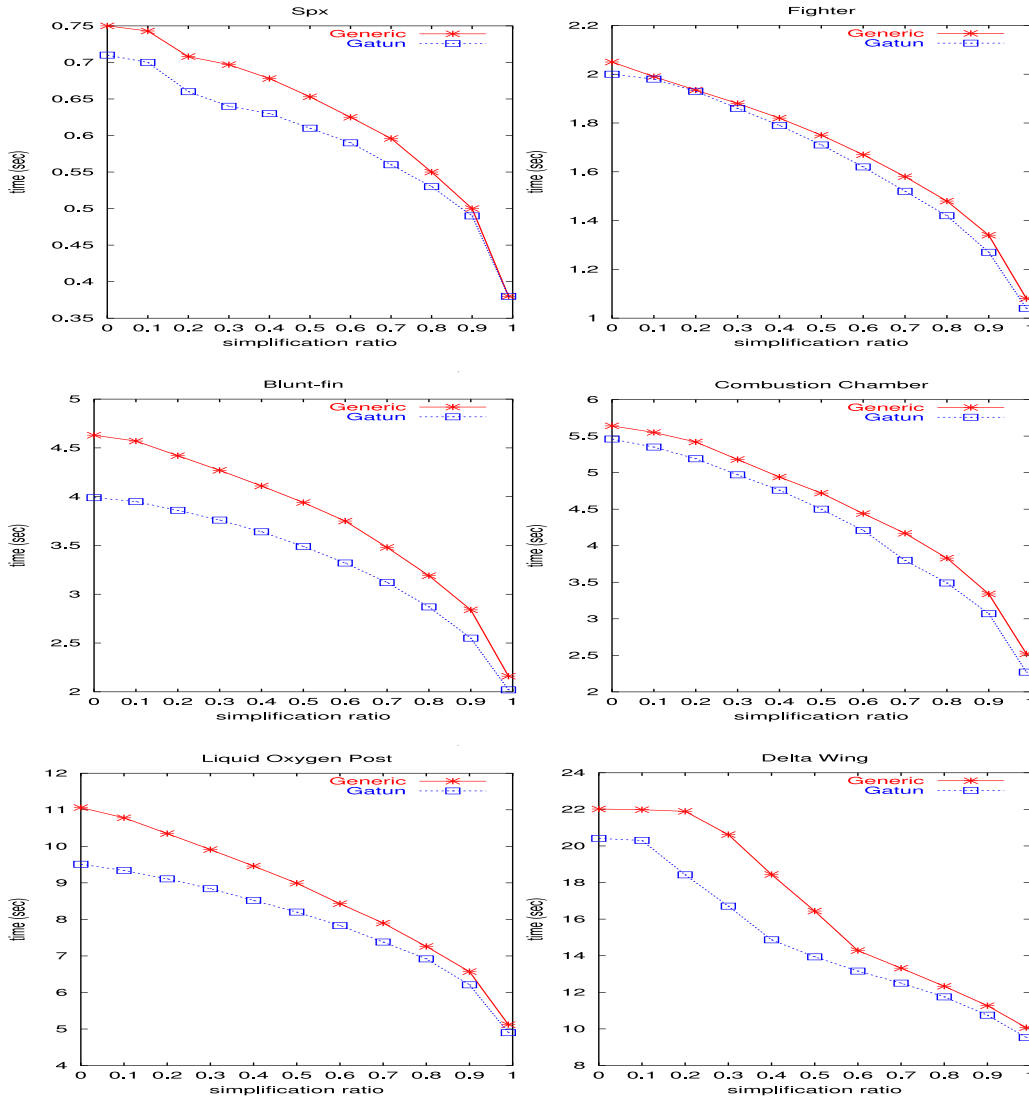 Spx
Generic
Gatun
0.75
0.7
0.65
0.6
0.55
0.5
0.45
0.4
0.35
time (sec)
0 0.1 0.2 0.3 0.4 0.5 0.6 0.7 0.8 0.9 1
simplification ratio
Fighter
Generic
Gatun
2.2
2
1.8
1.6
1.4
1.2
1
time (sec)
0 0.1 0.2 0.3 0.4 0.5 0.6 0.7 0.8 0.9 1
simplification ratio
Blunt-fin
Generic
Gatun
5
4.5
4
3.5
3
2.5
2
time (sec)
0 0.1 0.2 0.3 0.4 0.5 0.6 0.7 0.8 0.9 1
simplification ratio
Combustion Chamber
Generic
Gatun
6
5.5
5
4.5
4
3.5
3
2.5
2
time (sec)
0 0.1 0.2 0.3 0.4 0.5 0.6 0.7 0.8 0.9 1
simplification ratio
Liquid Oxygen Post
Generic
Gatun
12
11
10
9
8
7
6
5
4
time (sec)
0 0.1 0.2 0.3 0.4 0.5 0.6 0.7 0.8 0.9 1
simplification ratio
Delta Wing
Generic
Gatun
24
22
20
18
16
14
12
10
8
time (sec)
0 0.1 0.2 0.3 0.4 0.5 0.6 0.7 0.8 0.9 1
simplification ratio